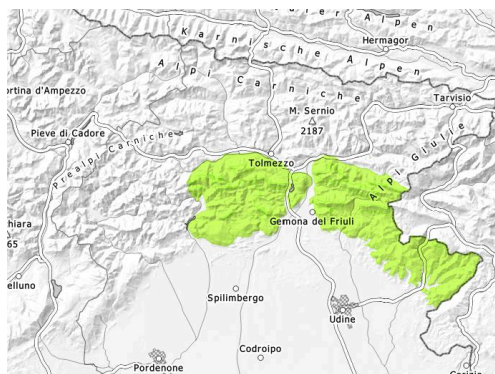 Karnische Alpen
Hermagor
Alpi Carniche
ortina d'Ampezzo
Tarvisio
M. Sernio
2187
Pieve di Cadore
Prealpi Carniche
Tolmezzo
Alpi Giulie
Gemona del Friuli
hiara
65
elluno
Spilimbergo
Udine
Codroipo
Pordenone